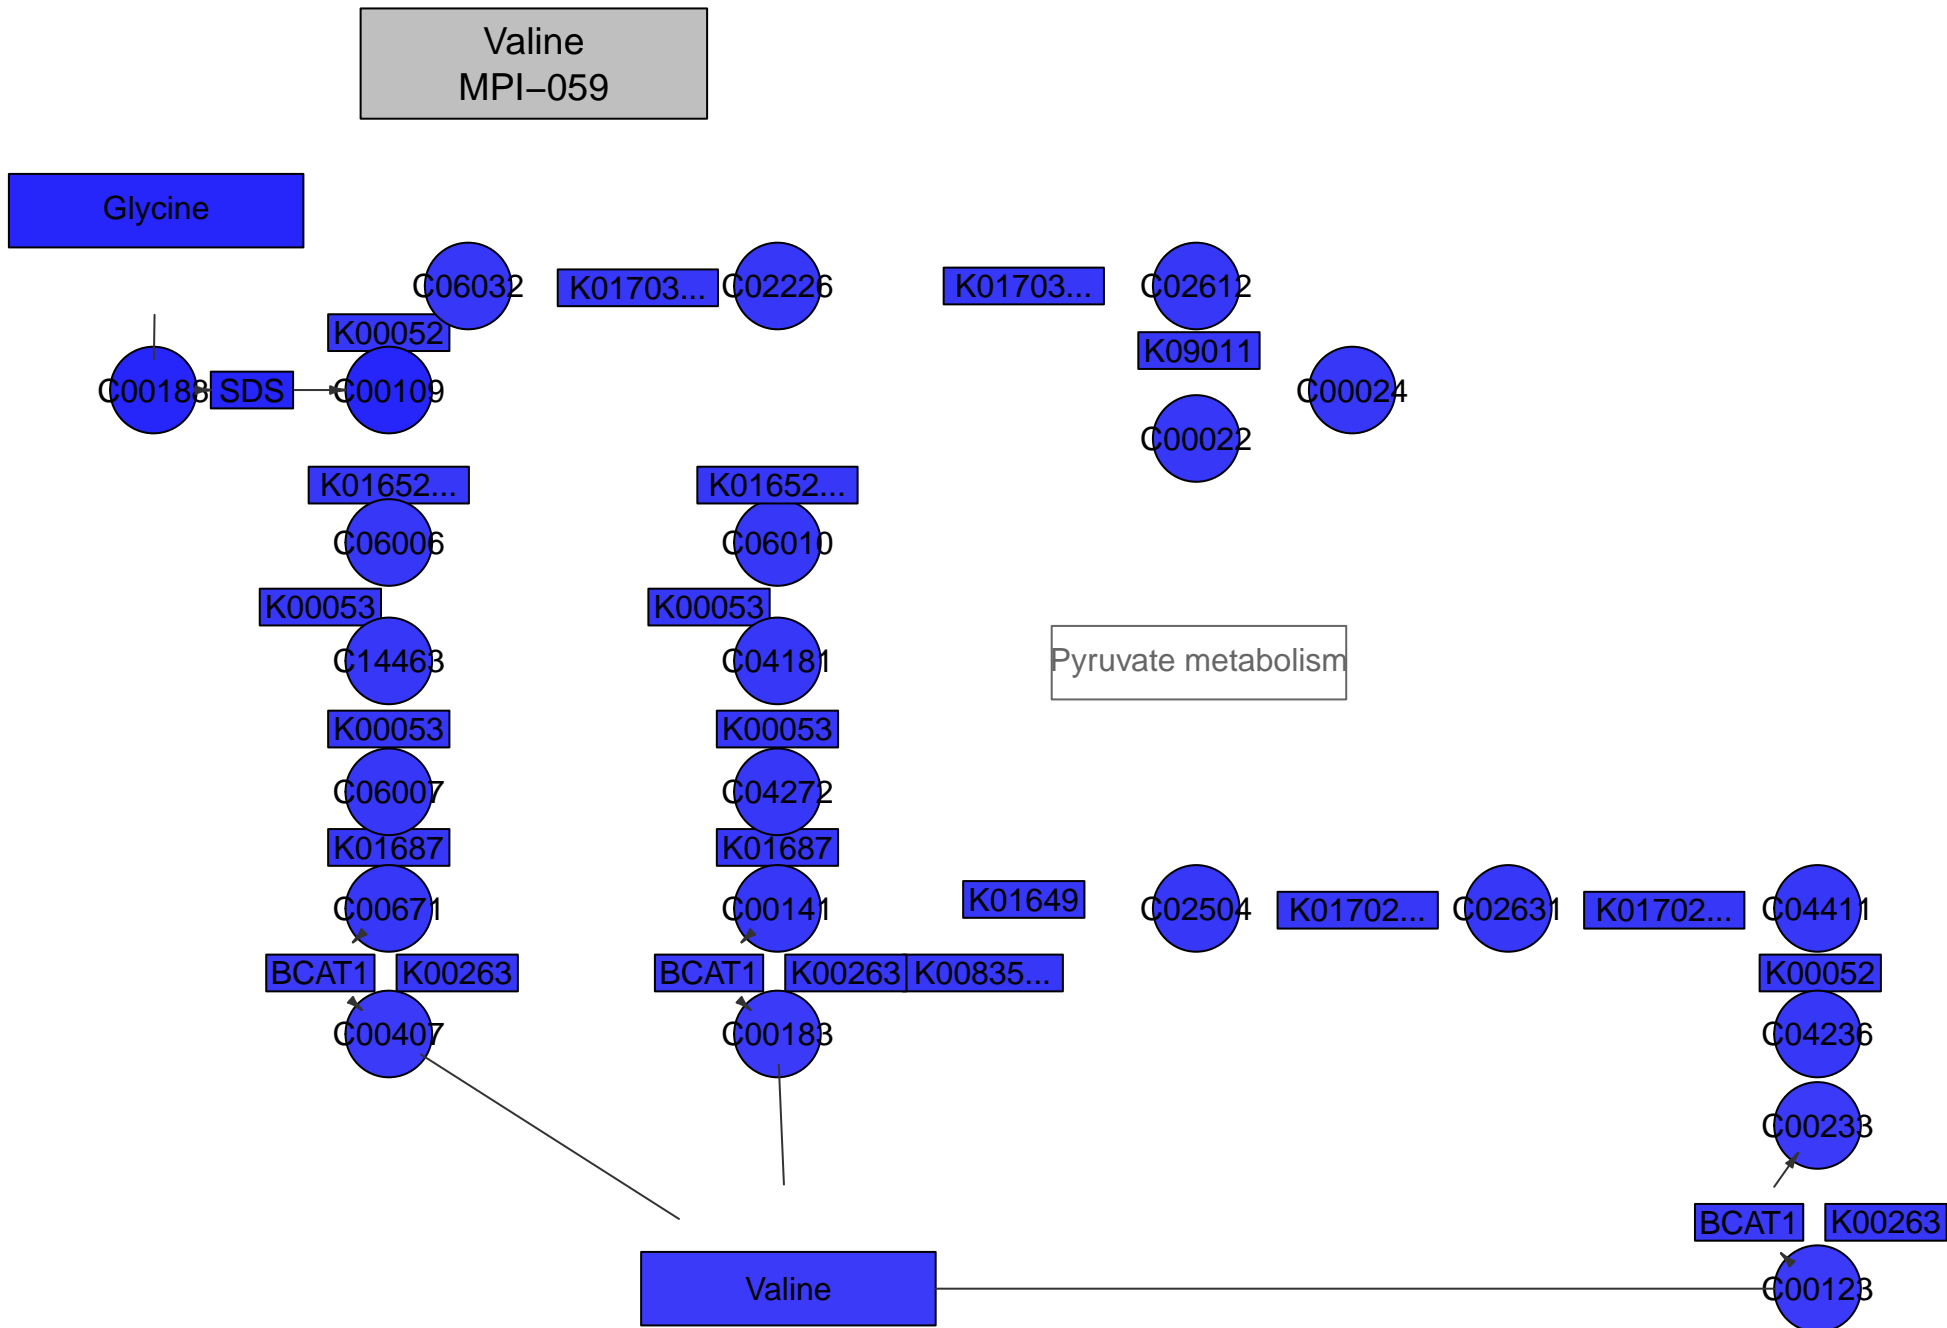 Valine
MPI−059
Glycine
C06032
K01703...
C02226
K01703...
C02612
K00052
K09011
C00188
SDS
C00109
C00024
C00022
K01652...
K01652...
C06006
C06010
K00053
K00053
C14463
C04181
Pyruvate metabolism
K00053
K00053
C06007
C04272
K01687
K01687
C00671
C00141
K01649
C02504
K01702...
C02631
K01702...
C04411
BCAT1
K00263
BCAT1
K00263
K00835...
K00052
C00407
C00183
C04236
C00233
BCAT1
K00263
Valine
C00123